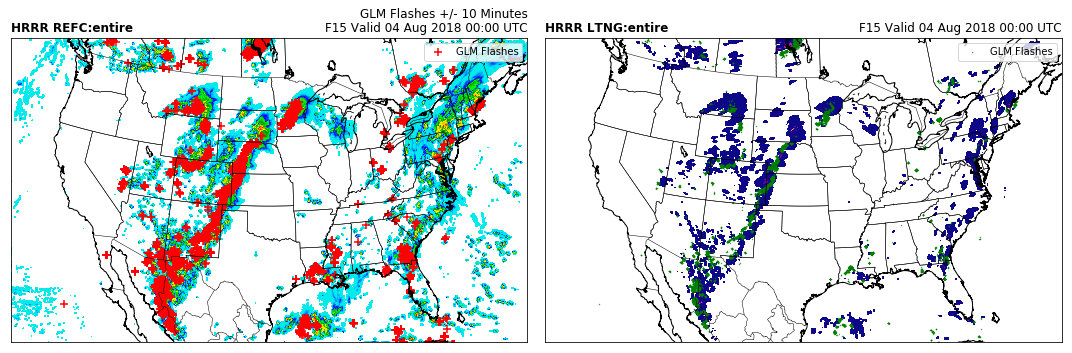 GLM Flashes +/- 10 Minutes
HRRR REFC:entire
F15 Valid 04 Aug 2018 00:00 UTC
GLM Flashes
HRRR LTNG:entire
F15 Valid 04 Aug 2018 00:00 UTC
GLM Flashes